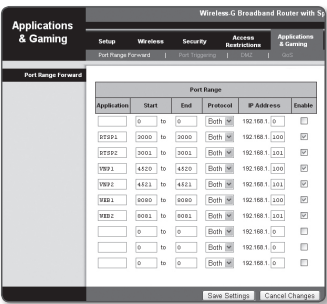 Wireless-G Broadband Router with Sp
Applications & Gaming
Setup Wireless Security Access Restrictions Applications & Gaming
Port Range Forward | Port Triggering | DMZ | QoS
Port Range Forward
Port Range
Application Start End Protocol IP Address Enable
0 to 0 Both 192.168.1. 0
RTSP1 2000 to 2000 Both 192.168.1. 100
RTSP2 3001 to 3001 Both 192.168.1. 101
VNP1 4520 to 4520 Both 192.168.1. 100
VNP2 4521 to 4521 Both 192.168.1. 101
WEB1 8080 to 8080 Both 192.168.1. 100
WEB2 8081 to 8081 Both 192.168.1. 101
0 to 0 Both 192.168.1. 0
0 to 0 Both 192.168.1. 0
0 to 0 Both 192.168.1. 0
Save Settings Cancel Changes